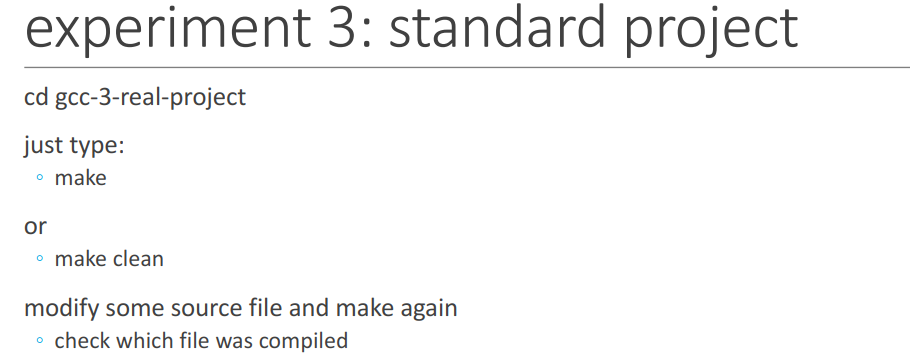 experiment 3: standard project
cd gcc-3-real-project
just type:
◦ make
or
◦ make clean
modify some source file and make again
◦ check which file was compiled